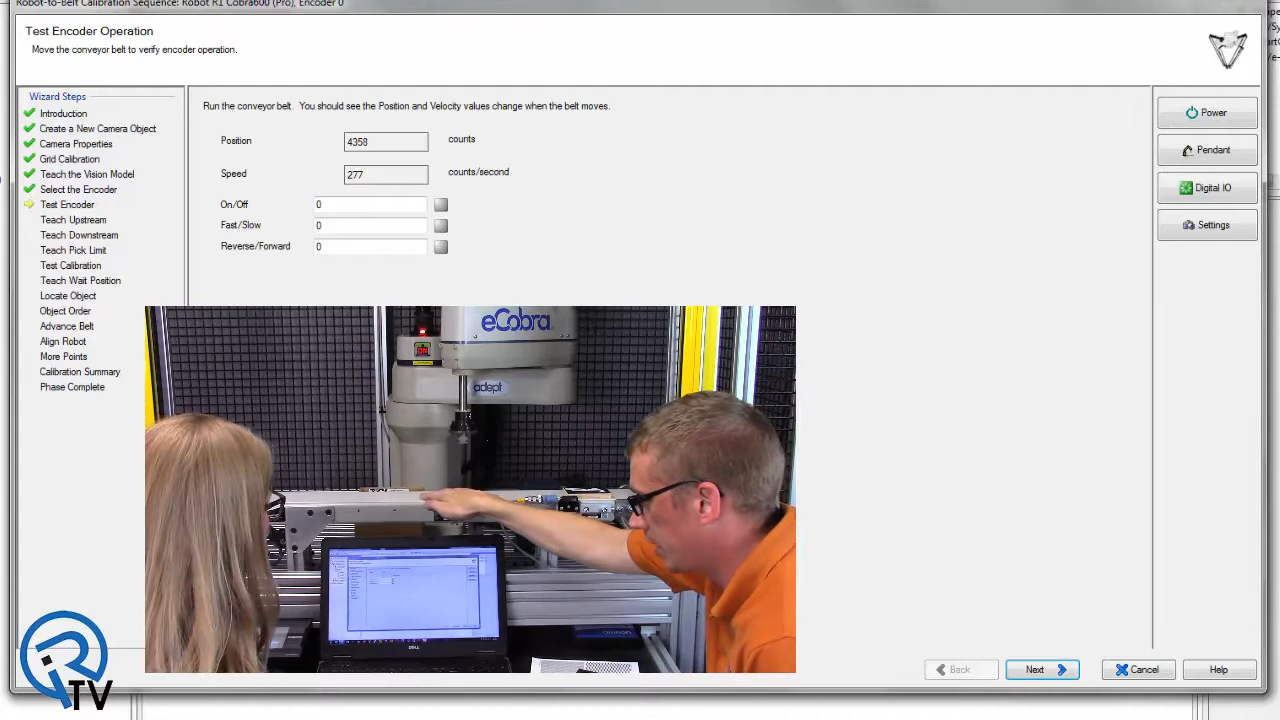 Robot-to-Belt Calibration Sequence: Robot R1 Cobra600 (Pro), Encoder 0
Test Encoder Operation
Move the conveyor belt to verify encoder operation.
Wizard Steps
Introduction
Create a New Camera Object
Camera Properties
Grid Calibration
Teach the Vision Model
Select the Encoder
Test Encoder
Teach Upstream
Teach Downstream
Teach Pick Limit
Test Calibration
Teach Wait Position
Locate Object
Object Order
Advance Belt
Align Robot
More Points
Calibration Summary
Phase Complete
Run the conveyor belt. You should see the Position and Velocity values change when the belt moves.
Position 4358 counts
Speed 277 counts/second
On/Off 0
Fast/Slow 0
Reverse/Forward 0
Power
Pendant
Digital IO
Settings
eCobra
adept
DELL
TV
Back
Next
Cancel
Help